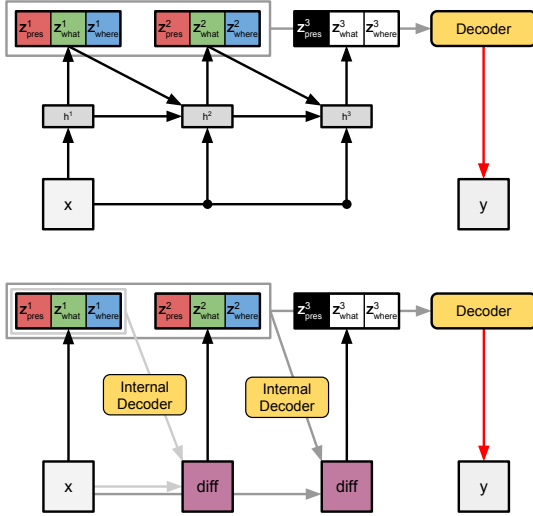 z¹pres z¹what z¹where z²pres z²what z²where z³pres z³what z³where Decoder
h¹ h² h³
x y
z¹pres z¹what z¹where z²pres z²what z²where z³pres z³what z³where Decoder
Internal Decoder Internal Decoder
x diff diff y